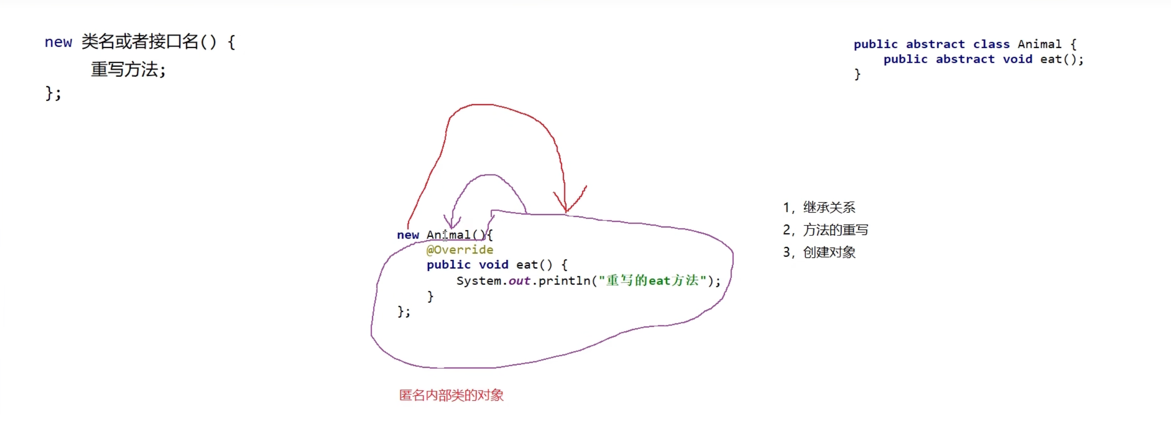 new 类名或者接口名() {
重写方法;
};
public abstract class Animal {
public abstract void eat();
}
new Animal(){
@Override
public void eat() {
System.out.println("重写的eat方法");
}
};
1，继承关系
2，方法的重写
3，创建对象
匿名内部类的对象